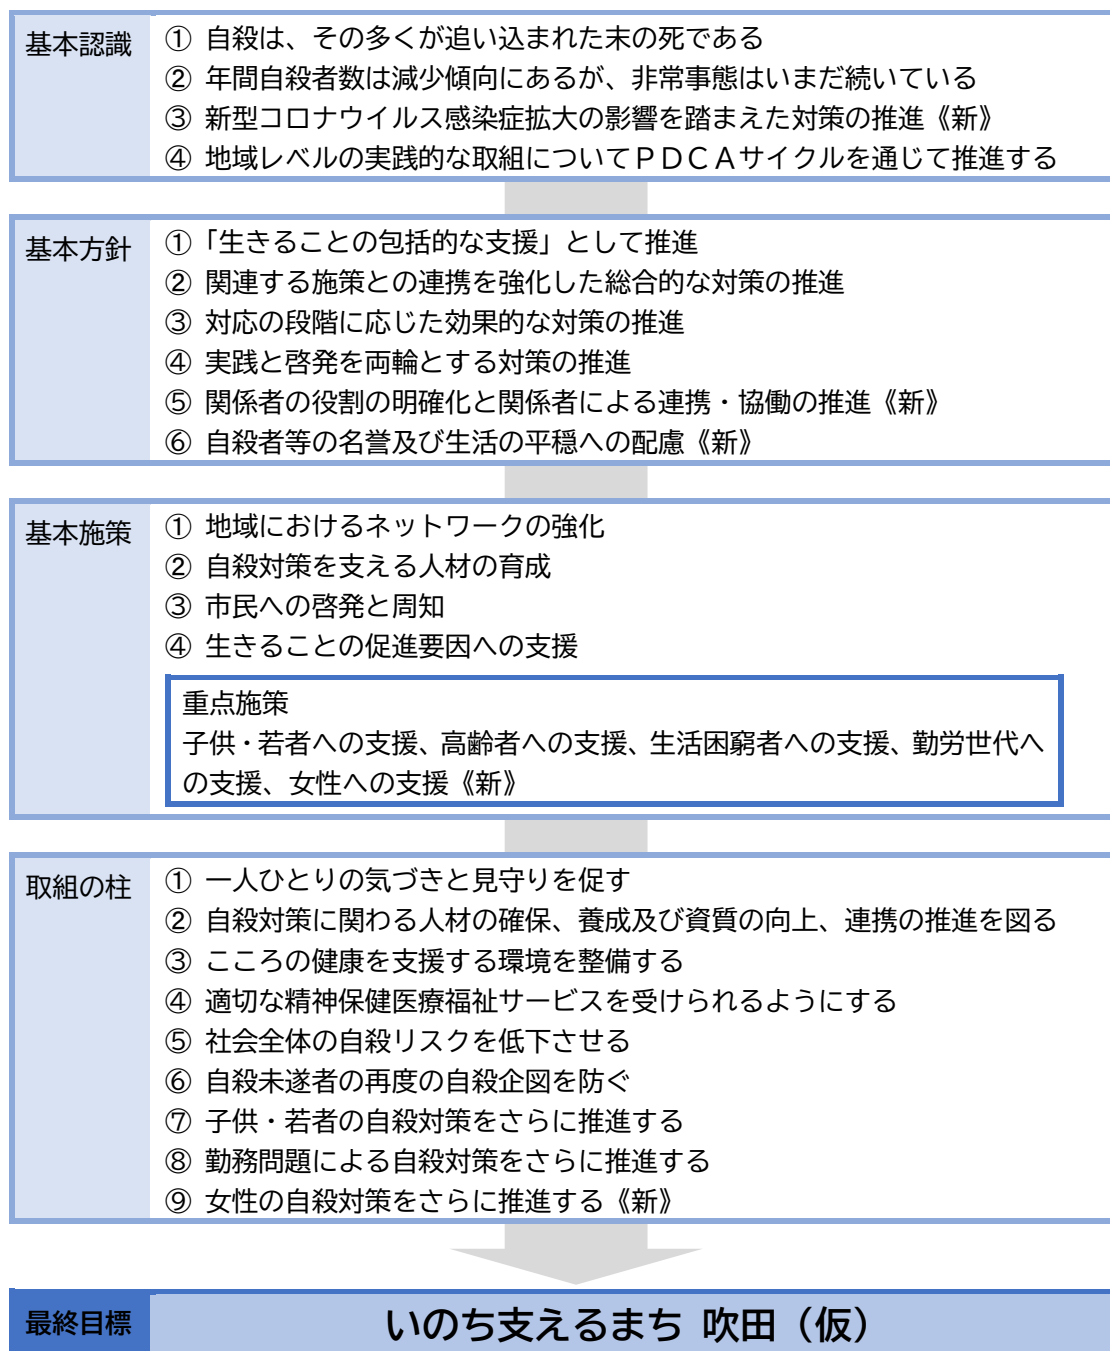 基本認識
① 自殺は、その多くが追い込まれた末の死である
② 年間自殺者数は減少傾向にあるが、非常事態はいまだ続いている
③ 新型コロナウイルス感染症拡大の影響を踏まえた対策の推進《新》
④ 地域レベルの実践的な取組についてＰＤＣＡサイクルを通じて推進する
基本方針
①「生きることの包括的な支援」として推進
② 関連する施策との連携を強化した総合的な対策の推進
③ 対応の段階に応じた効果的な対策の推進
④ 実践と啓発を両輪とする対策の推進
⑤ 関係者の役割の明確化と関係者による連携・協働の推進《新》
⑥ 自殺者等の名誉及び生活の平穏への配慮《新》
基本施策
① 地域におけるネットワークの強化
② 自殺対策を支える人材の育成
③ 市民への啓発と周知
④ 生きることの促進要因への支援
重点施策
子供・若者への支援、高齢者への支援、生活困窮者への支援、勤労世代へ
の支援、女性への支援《新》
取組の柱
① 一人ひとりの気づきと見守りを促す
② 自殺対策に関わる人材の確保、養成及び資質の向上、連携の推進を図る
③ こころの健康を支援する環境を整備する
④ 適切な精神保健医療福祉サービスを受けられるようにする
⑤ 社会全体の自殺リスクを低下させる
⑥ 自殺未遂者の再度の自殺企図を防ぐ
⑦ 子供・若者の自殺対策をさらに推進する
⑧ 勤務問題による自殺対策をさらに推進する
⑨ 女性の自殺対策をさらに推進する《新》
最終目標
いのち支えるまち 吹田（仮）